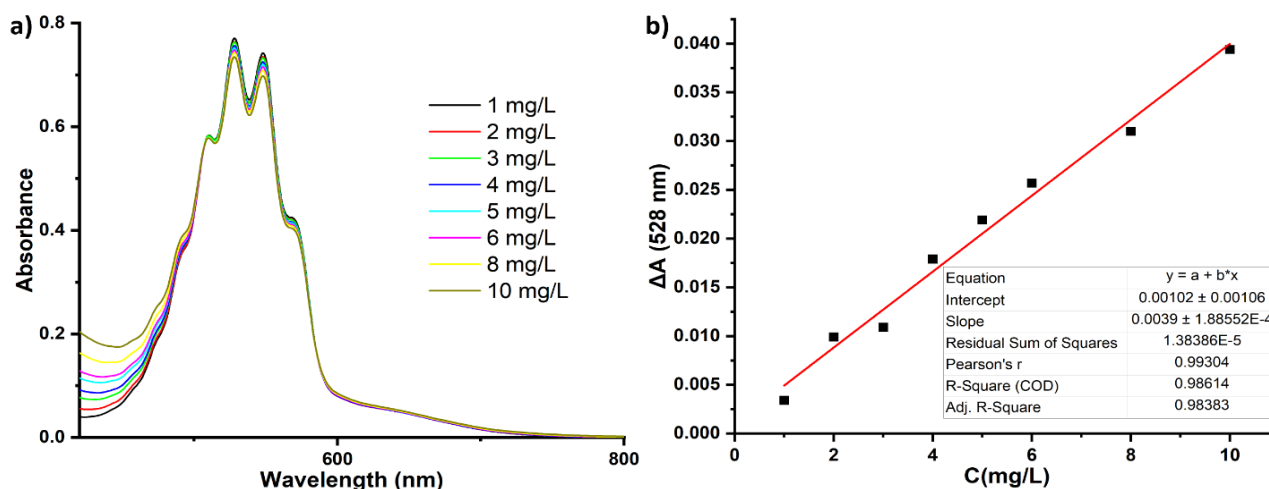 a)
0.8
0.6
0.4
0.2
0.0
Absorbance
600
800
Wavelength (nm)
1 mg/L
2 mg/L
3 mg/L
4 mg/L
5 mg/L
6 mg/L
8 mg/L
10 mg/L
b)
0.040
0.035
0.030
0.025
0.020
0.015
0.010
0.005
0.000
ΔA (528 nm)
0 2 4 6 8 10
C(mg/L)
Equation y = a + b*x
Intercept 0.00102 ± 0.00106
Slope 0.0039 ± 1.88552E-4
Residual Sum of Squares 1.38386E-5
Pearson's r 0.99304
R-Square (COD) 0.98614
Adj. R-Square 0.98383